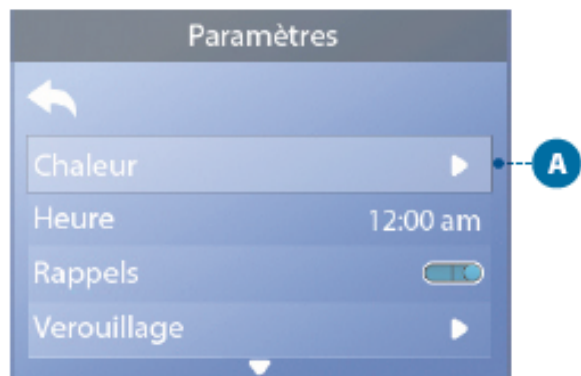 Paramètres
Chaleur
A
Heure 12:00 am
Rappels
Verouillage